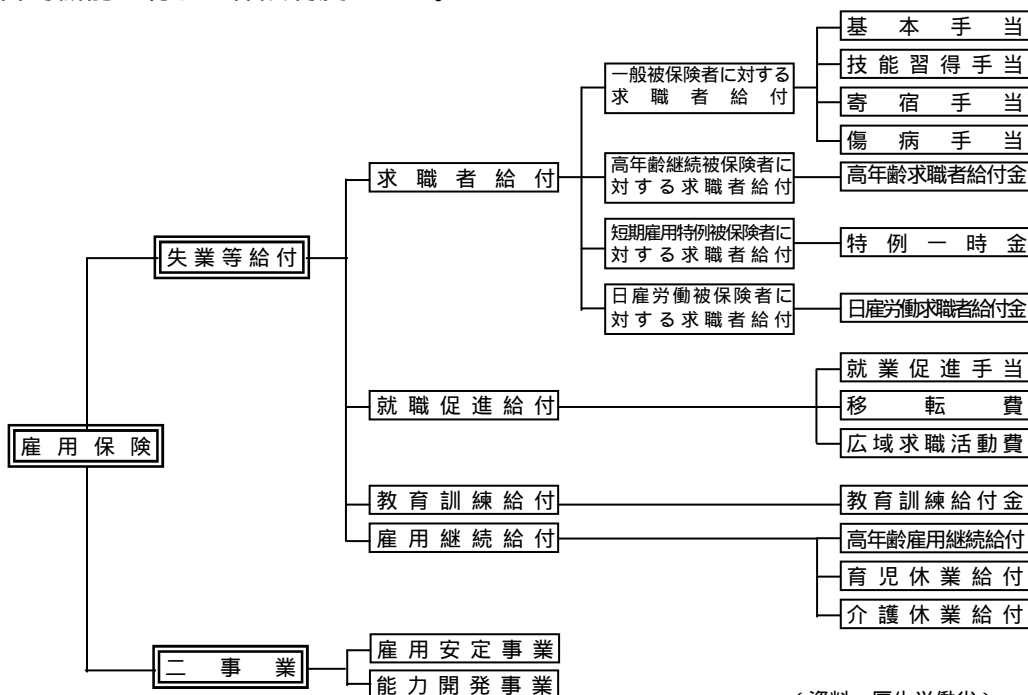 基本手当
技能習得手当
寄宿手当
傷病手当
一般被保険者に対する
求職者給付
高年齢継続被保険者に
対する求職者給付
高年齢求職者給付金
求職者給付
短期雇用特例被保険者に
対する求職者給付
特例一時金
失業等給付
日雇労働被保険者に
対する求職者給付
日雇労働求職者給付金
就業促進手当
就職促進給付
移転費
広域求職活動費
雇用保険
教育訓練給付
教育訓練給付金
雇用継続給付
高年齢雇用継続給付
育児休業給付
介護休業給付
二事業
雇用安定事業
能力開発事業